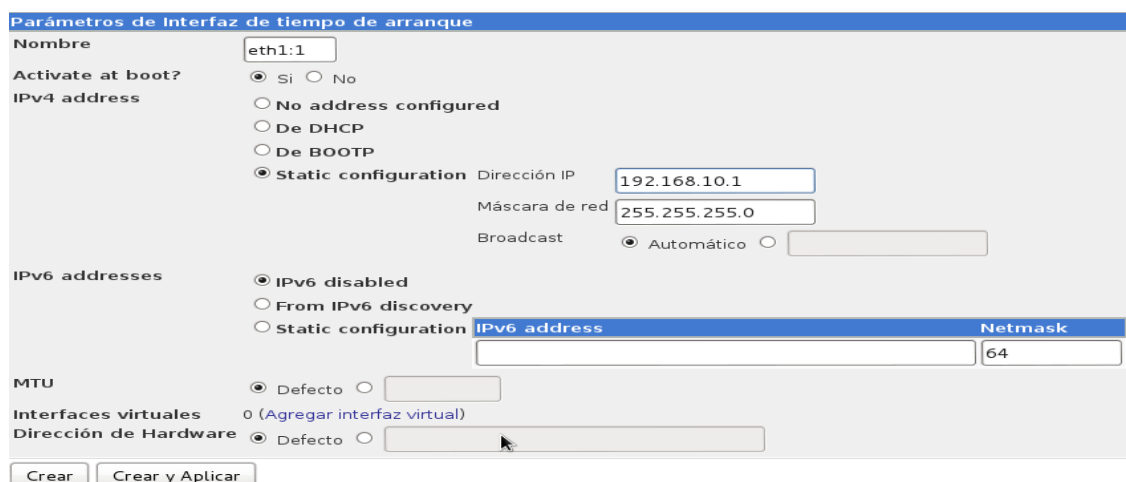 Parámetros de Interfaz de tiempo de arranque
Nombre eth1:1
Activate at boot? Si No
IPv4 address No address configured
De DHCP
De BOOTP
Static configuration Dirección IP 192.168.10.1
Máscara de red 255.255.255.0
Broadcast Automático
IPv6 addresses IPv6 disabled
From IPv6 discovery
Static configuration IPv6 address Netmask
64
MTU Defecto
Interfaces virtuales 0 (Agregar interfaz virtual)
Dirección de Hardware Defecto
Crear Crear y Aplicar